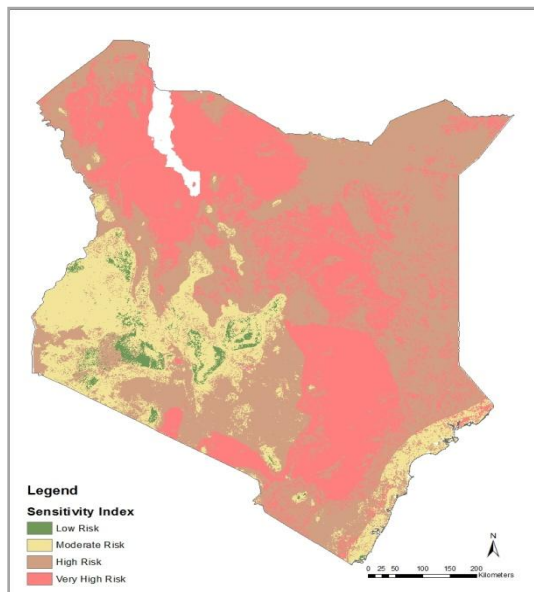 Legend
Sensitivity Index
Low Risk
Moderate Risk
High Risk
Very High Risk
N
0 25 50 100 150 200
Kilometers